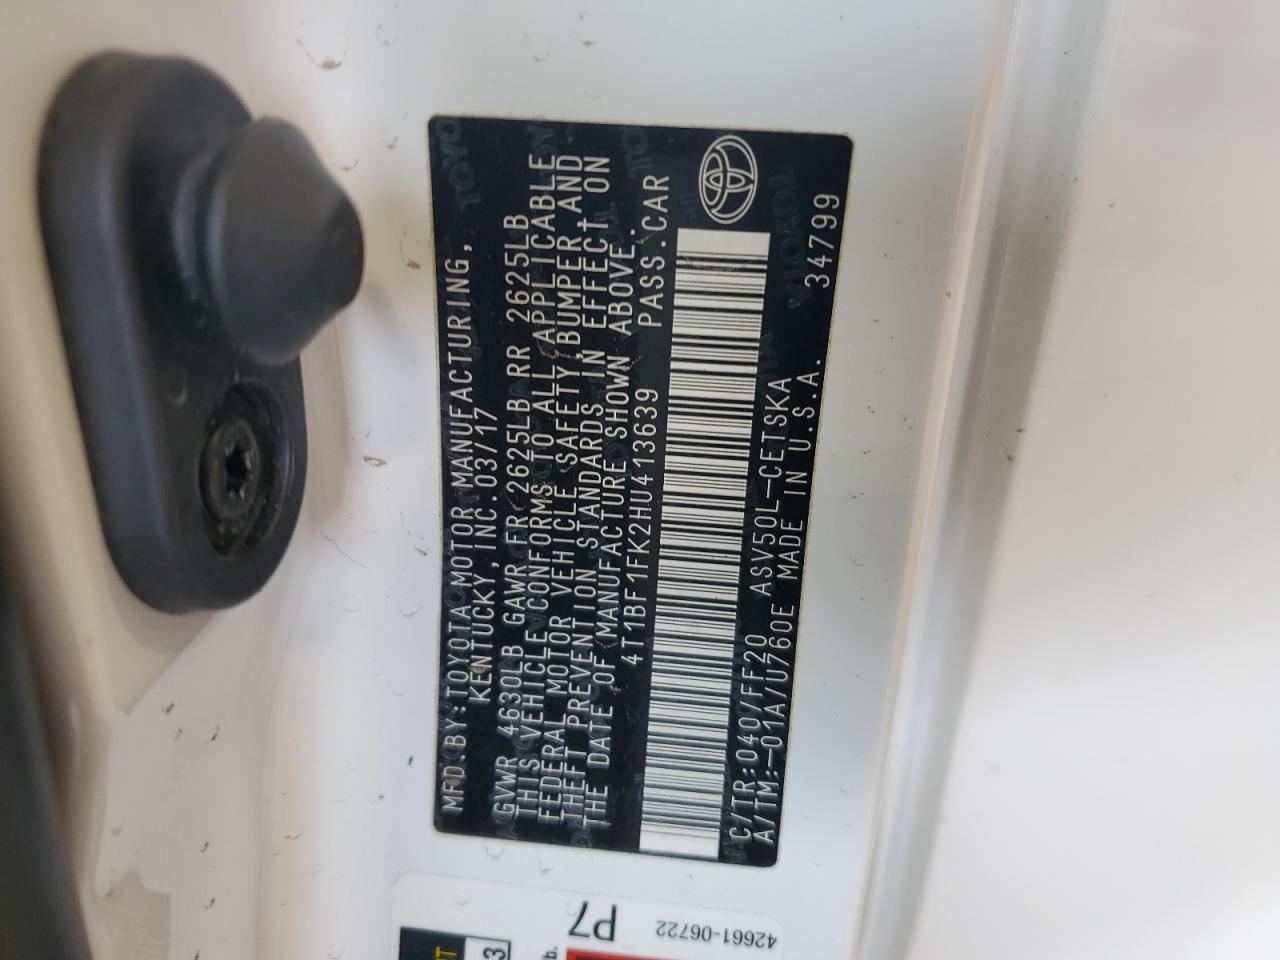 MFD.BY:TOYOTA MOTOR MANUFACTURING,
KENTUCKY,INC.03/17
GVWR 4630LB GAWR FR 2625LB RR 2625LB
THIS VEHICLE CONFORMS TO ALL APPLICABLE
FEDERAL MOTOR VEHICLE SAFETY,BUMPER,AND
THEFT PREVENTION STANDARDS IN EFFECT ON
THE DATE OF MANUFACTURE SHOWN ABOVE.
4T1BF1FK2HU413639 PASS.CAR
C/TR:040/FF20 ASV50L-CETSKA
A/TM:-01A/U760E MADE IN U.S.A. 34799
P7
42661-06722